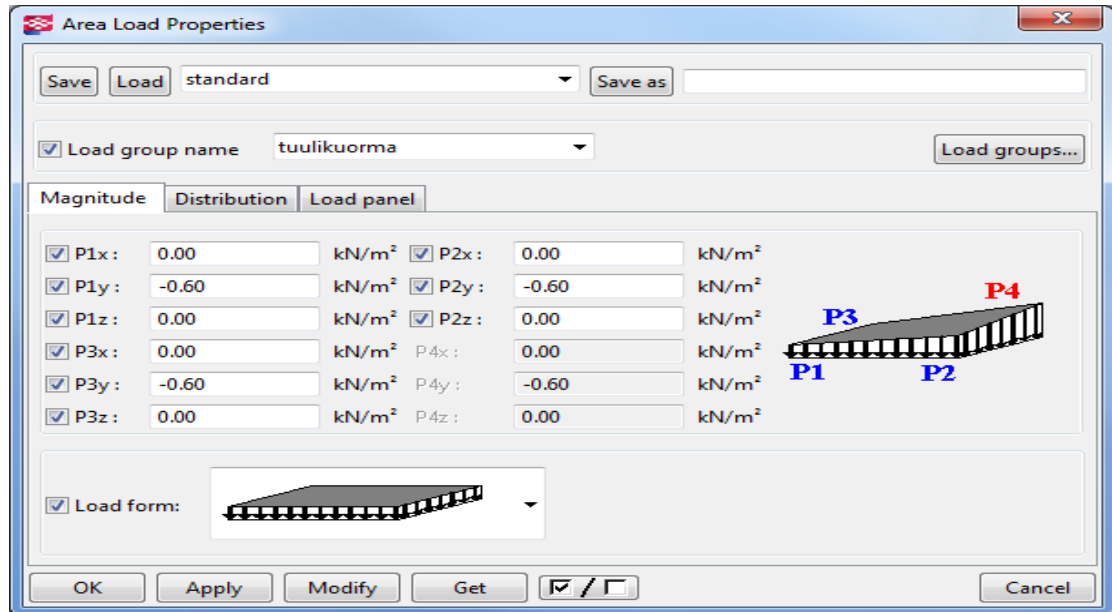 Area Load Properties
Save Load standard Save as
Load group name tuulikuorma Load groups...
Magnitude Distribution Load panel
P1x : 0.00 kN/m² P2x : 0.00 kN/m²
P1y : -0.60 kN/m² P2y : -0.60 kN/m²
P1z : 0.00 kN/m² P2z : 0.00 kN/m²
P3x : 0.00 kN/m² P4x : 0.00 kN/m²
P3y : -0.60 kN/m² P4y : -0.60 kN/m²
P3z : 0.00 kN/m² P4z : 0.00 kN/m²
P4
P3
P1 P2
Load form:
OK Apply Modify Get / Cancel